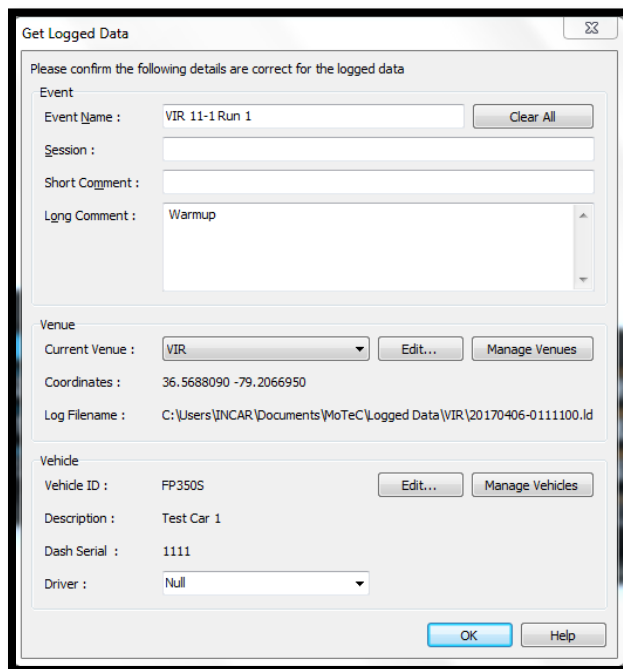 Get Logged Data
Please confirm the following details are correct for the logged data
Event
Event Name : VIR 11-1 Run 1 Clear All
Session :
Short Comment :
Long Comment : Warmup
Venue
Current Venue : VIR Edit... Manage Venues
Coordinates : 36.5688090 -79.2066950
Log Filename : C:\Users\INCAR\Documents\MoTeC\Logged Data\VIR\20170406-0111100.ld
Vehicle
Vehicle ID : FP350S Edit... Manage Vehicles
Description : Test Car 1
Dash Serial : 1111
Driver : Null
OK Help